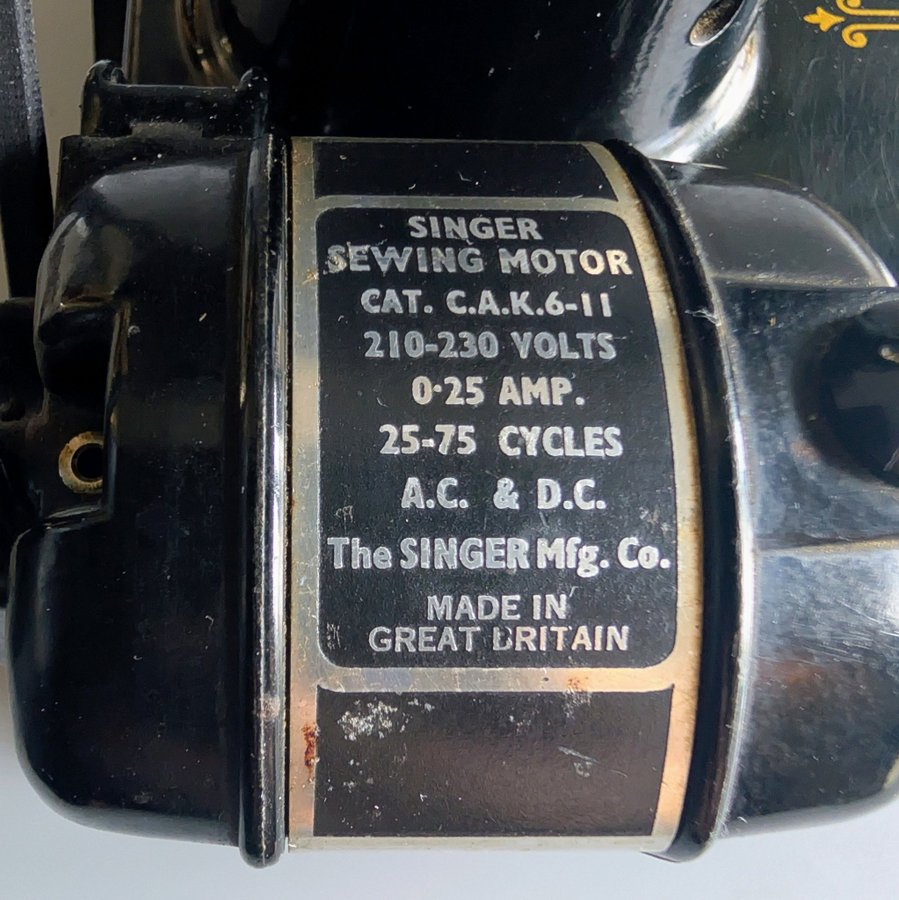 SINGER
SEWING MOTOR
CAT. C.A.K.6-11
210-230 VOLTS
0·25 AMP.
25-75 CYCLES
A.C. & D.C.
The SINGER Mfg. Co.
MADE IN
GREAT BRITAIN